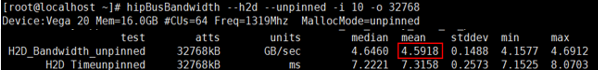 [root@localhost ~]# hipBusBandwidth --h2d --unpinned -i 10 -o 32768
Device:Vega 20 Mem=16.0GB #CUs=64 Freq=1319Mhz MallocMode=unpinned
test atts units median mean stddev min max
H2D_Bandwidth_unpinned 32768kB GB/sec 4.6460 4.5918 0.1488 4.1577 4.6912
H2D_Timeunpinned 32768kB ms 7.2221 7.3158 0.2573 7.1525 8.0703